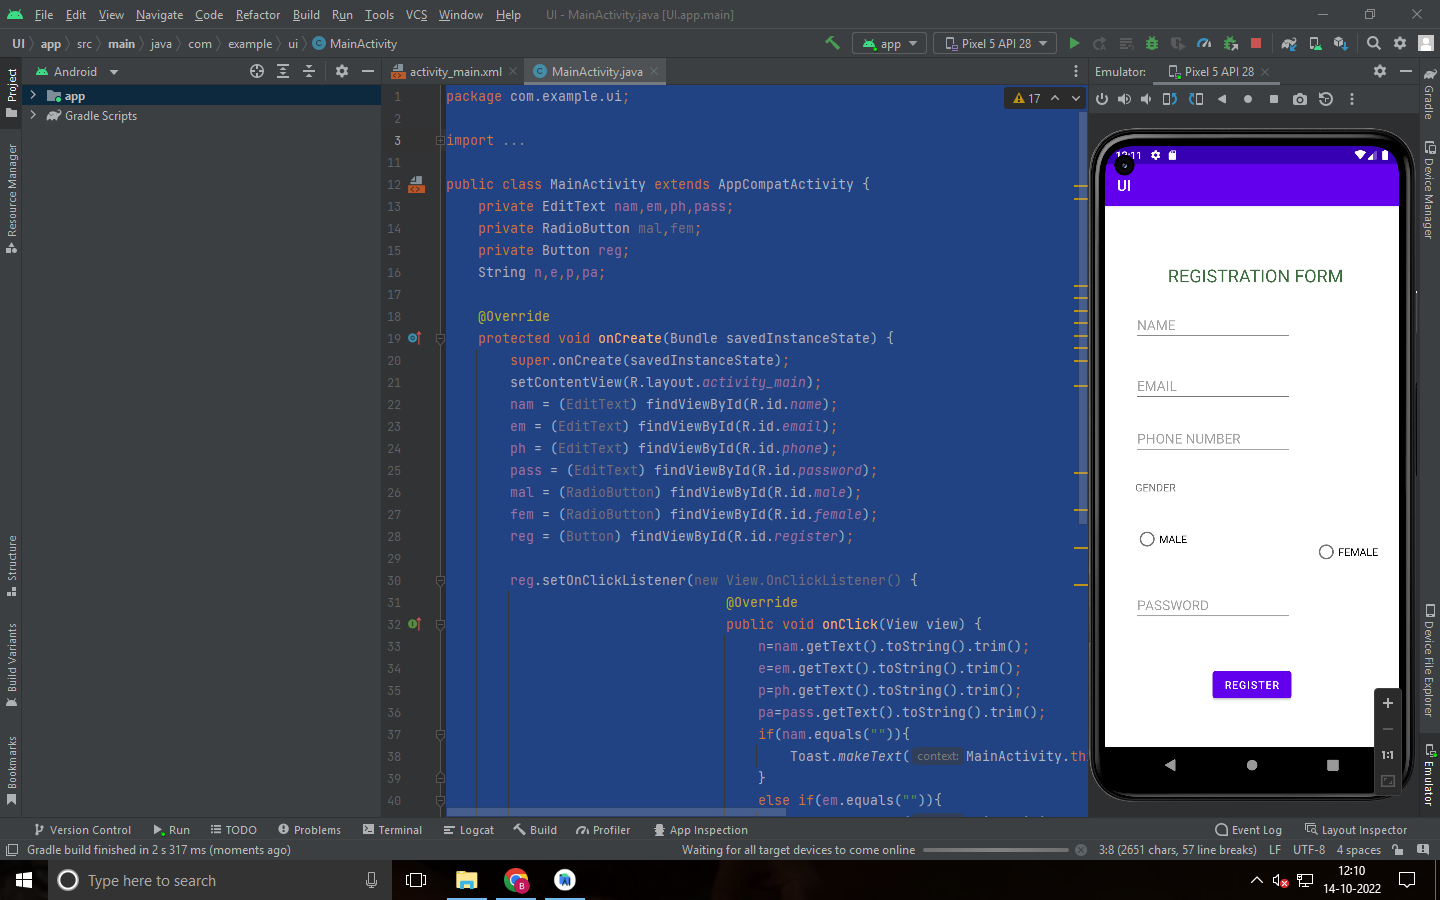 File Edit View Navigate Code Refactor Build Run Tools VCS Window Help UI - MainActivity.java [UI.app.main]
UI app src main java com example ui MainActivity app Pixel 5 API 28
Project
Android
app
Gradle Scripts
Resource Manager
Structure
Build Variants
Bookmarks
activity_main.xml MainActivity.java
17
1 package com.example.ui;
2
3 import ...
11
12 public class MainActivity extends AppCompatActivity {
13 private EditText nam,em,ph,pass;
14 private RadioButton mal,fem;
15 private Button reg;
16 String n,e,p,pa;
17
18 @Override
19 protected void onCreate(Bundle savedInstanceState) {
20 super.onCreate(savedInstanceState);
21 setContentView(R.layout.activity_main);
22 nam = (EditText) findViewById(R.id.name);
23 em = (EditText) findViewById(R.id.email);
24 ph = (EditText) findViewById(R.id.phone);
25 pass = (EditText) findViewById(R.id.password);
26 mal = (RadioButton) findViewById(R.id.male);
27 fem = (RadioButton) findViewById(R.id.female);
28 reg = (Button) findViewById(R.id.register);
29
30 reg.setOnClickListener(new View.OnClickListener() {
31 @Override
32 public void onClick(View view) {
33 n=nam.getText().toString().trim();
34 e=em.getText().toString().trim();
35 p=ph.getText().toString().trim();
36 pa=pass.getText().toString().trim();
37 if(nam.equals("")){
38 Toast.makeText( context: MainActivity.th
39 }
40 else if(em.equals("")){
Emulator: Pixel 5 API 28
12:11
UI
REGISTRATION FORM
NAME
EMAIL
PHONE NUMBER
GENDER
MALE
FEMALE
PASSWORD
REGISTER
1:1
Gradle
Device Manager
Device File Explorer
Emulator
Version Control Run TODO Problems Terminal Logcat Build Profiler App Inspection Event Log Layout Inspector
Gradle build finished in 2 s 317 ms (moments ago) Waiting for all target devices to come online 3:8 (2651 chars, 57 line breaks) LF UTF-8 4 spaces
Type here to search
12:10
14-10-2022